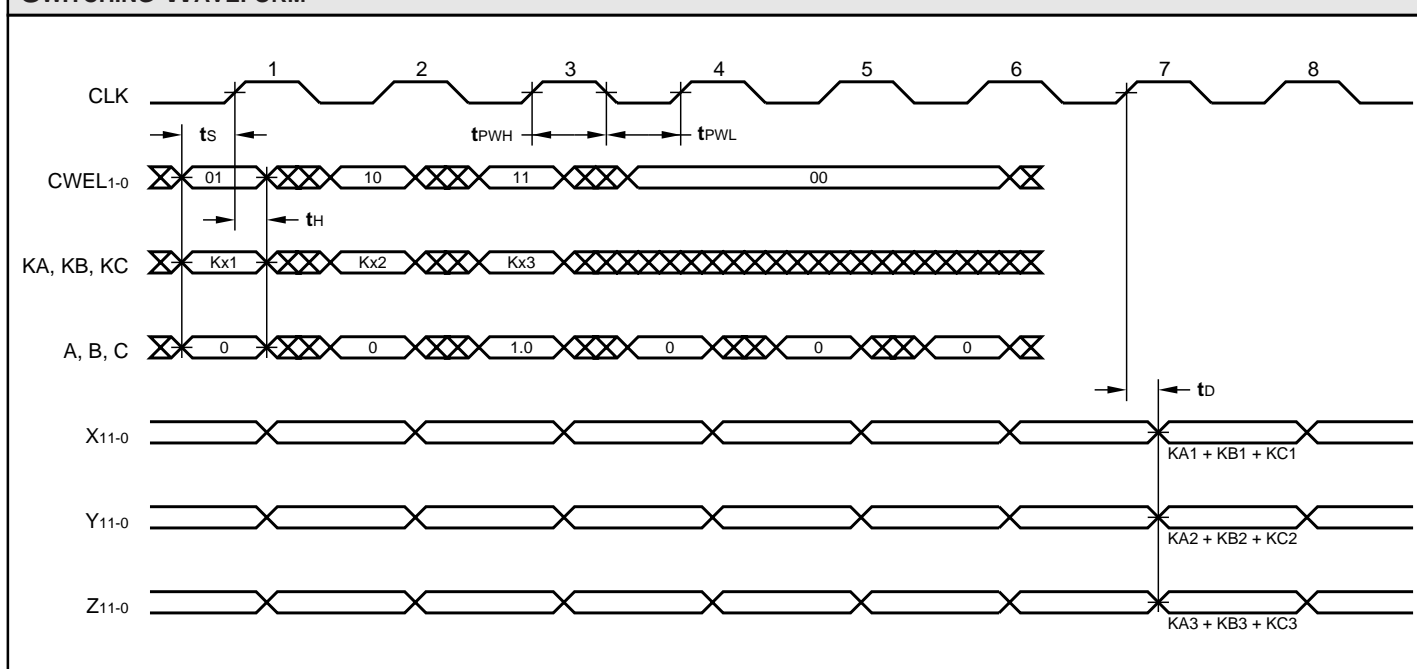 SWITCHING WAVEFORM
1 2 3 4 5 6 7 8
CLK
tS tPWH tPWL
CWEL1-0 01 10 11 00
tH
KA, KB, KC Kx1 Kx2 Kx3
A, B, C 0 0 1.0 0 0 0
tD
X11-0
KA1 + KB1 + KC1
Y11-0
KA2 + KB2 + KC2
Z11-0
KA3 + KB3 + KC3